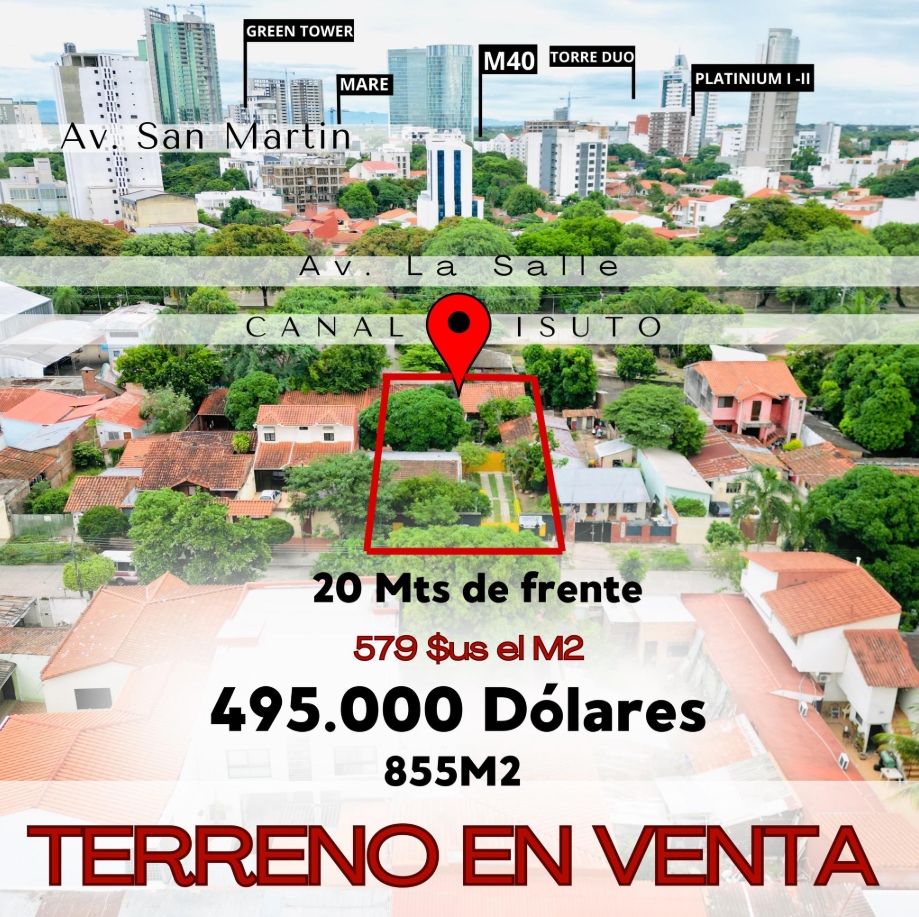 GREEN TOWER
MARE
M40
TORRE DUO
PLATINIUM I -II
Av. San Martin
Av. La Salle
CANAL ISUTO
20 Mts de frente
579 $us el M2
495.000 Dólares
855M2
TERRENO EN VENTA